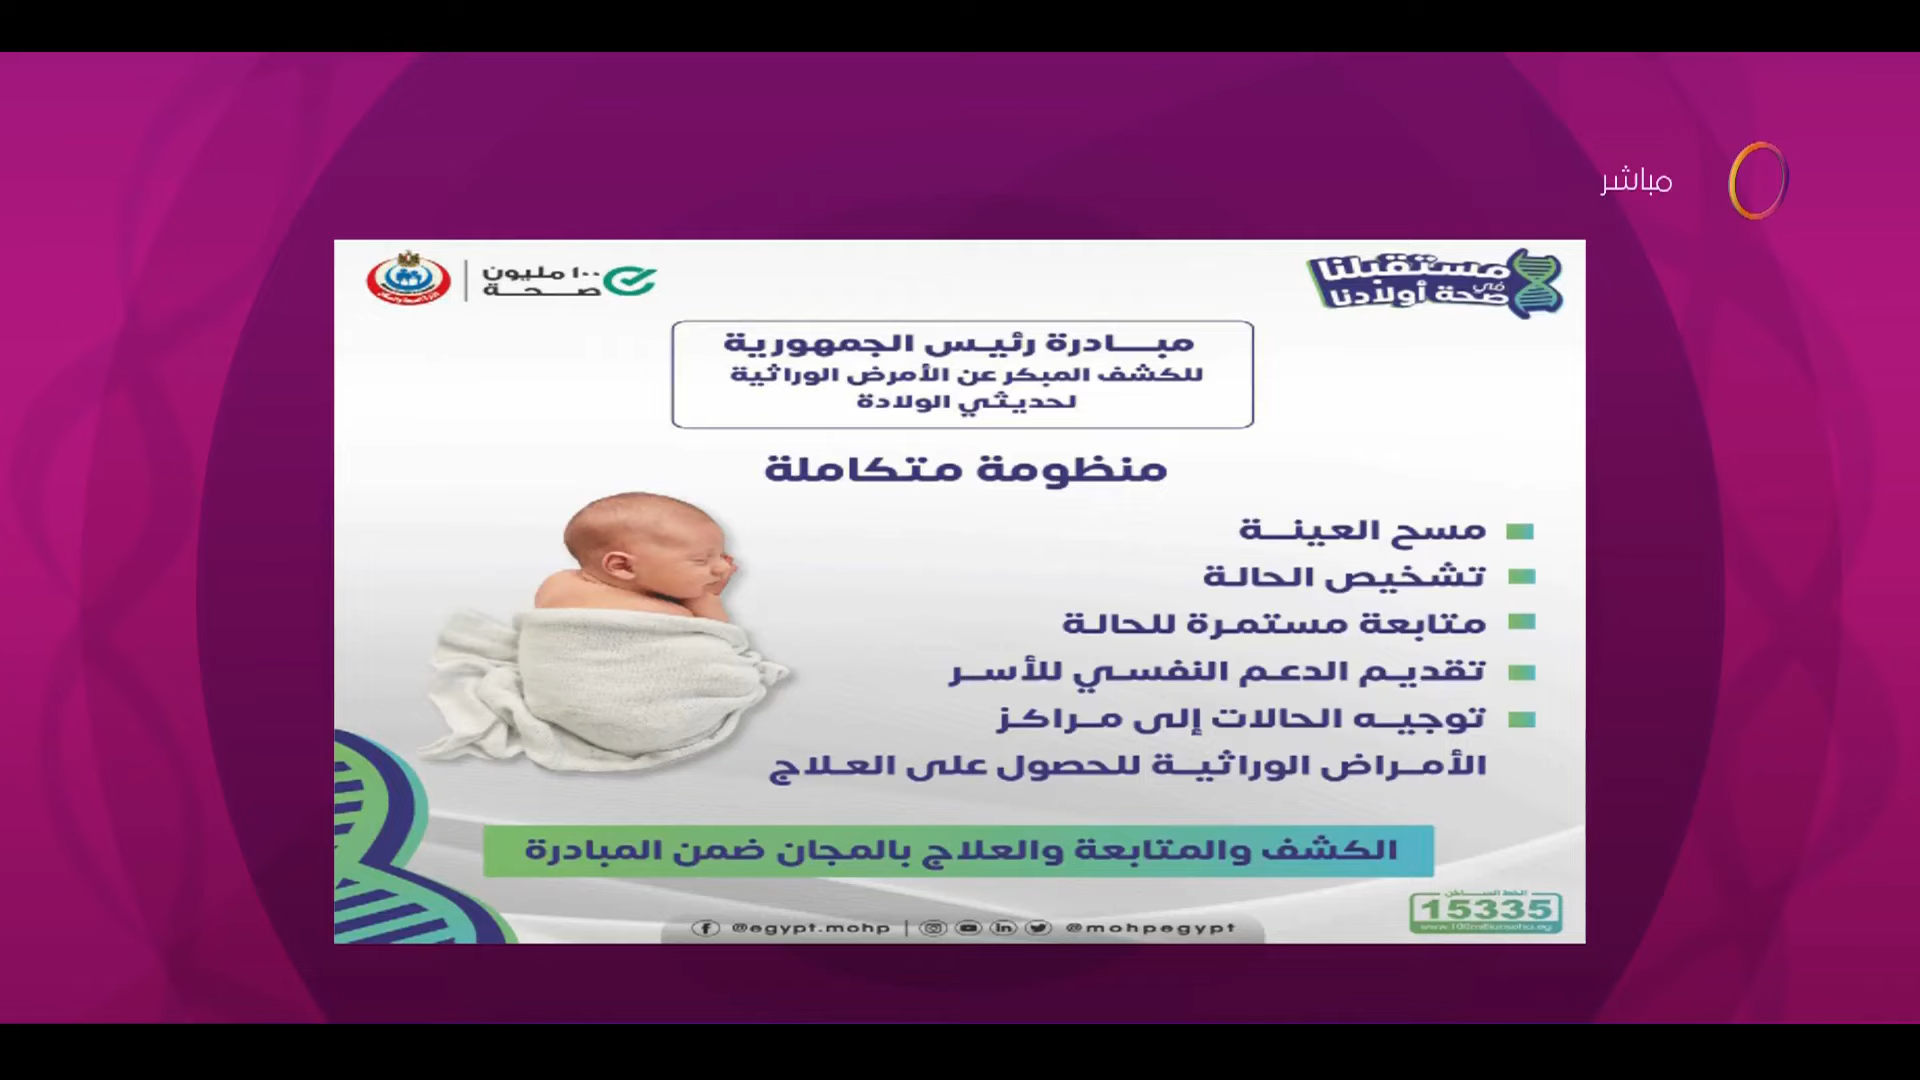 مباشر
١٠٠ مليون
صحة
مستقبلنا
في
صحة أولادنا
مبادرة رئيس الجمهورية
للكشف المبكر عن الأمرض الوراثية
لحديثي الولادة
منظومة متكاملة
مسح العينة
تشخيص الحالة
متابعة مستمرة للحالة
تقديم الدعم النفسي للأسر
توجيه الحالات إلى مراكز
الأمراض الوراثية للحصول على العلاج
الكشف والمتابعة والعلاج بالمجان ضمن المبادرة
الخط الساخن
15335
@egypt.mohp | @mohpegypt